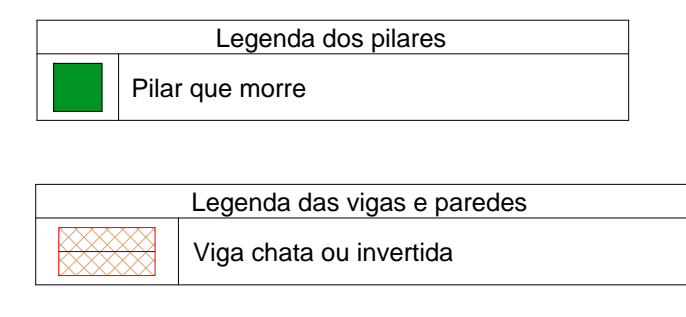 Legenda dos pilares
Pilar que morre
Legenda das vigas e paredes
Viga chata ou invertida